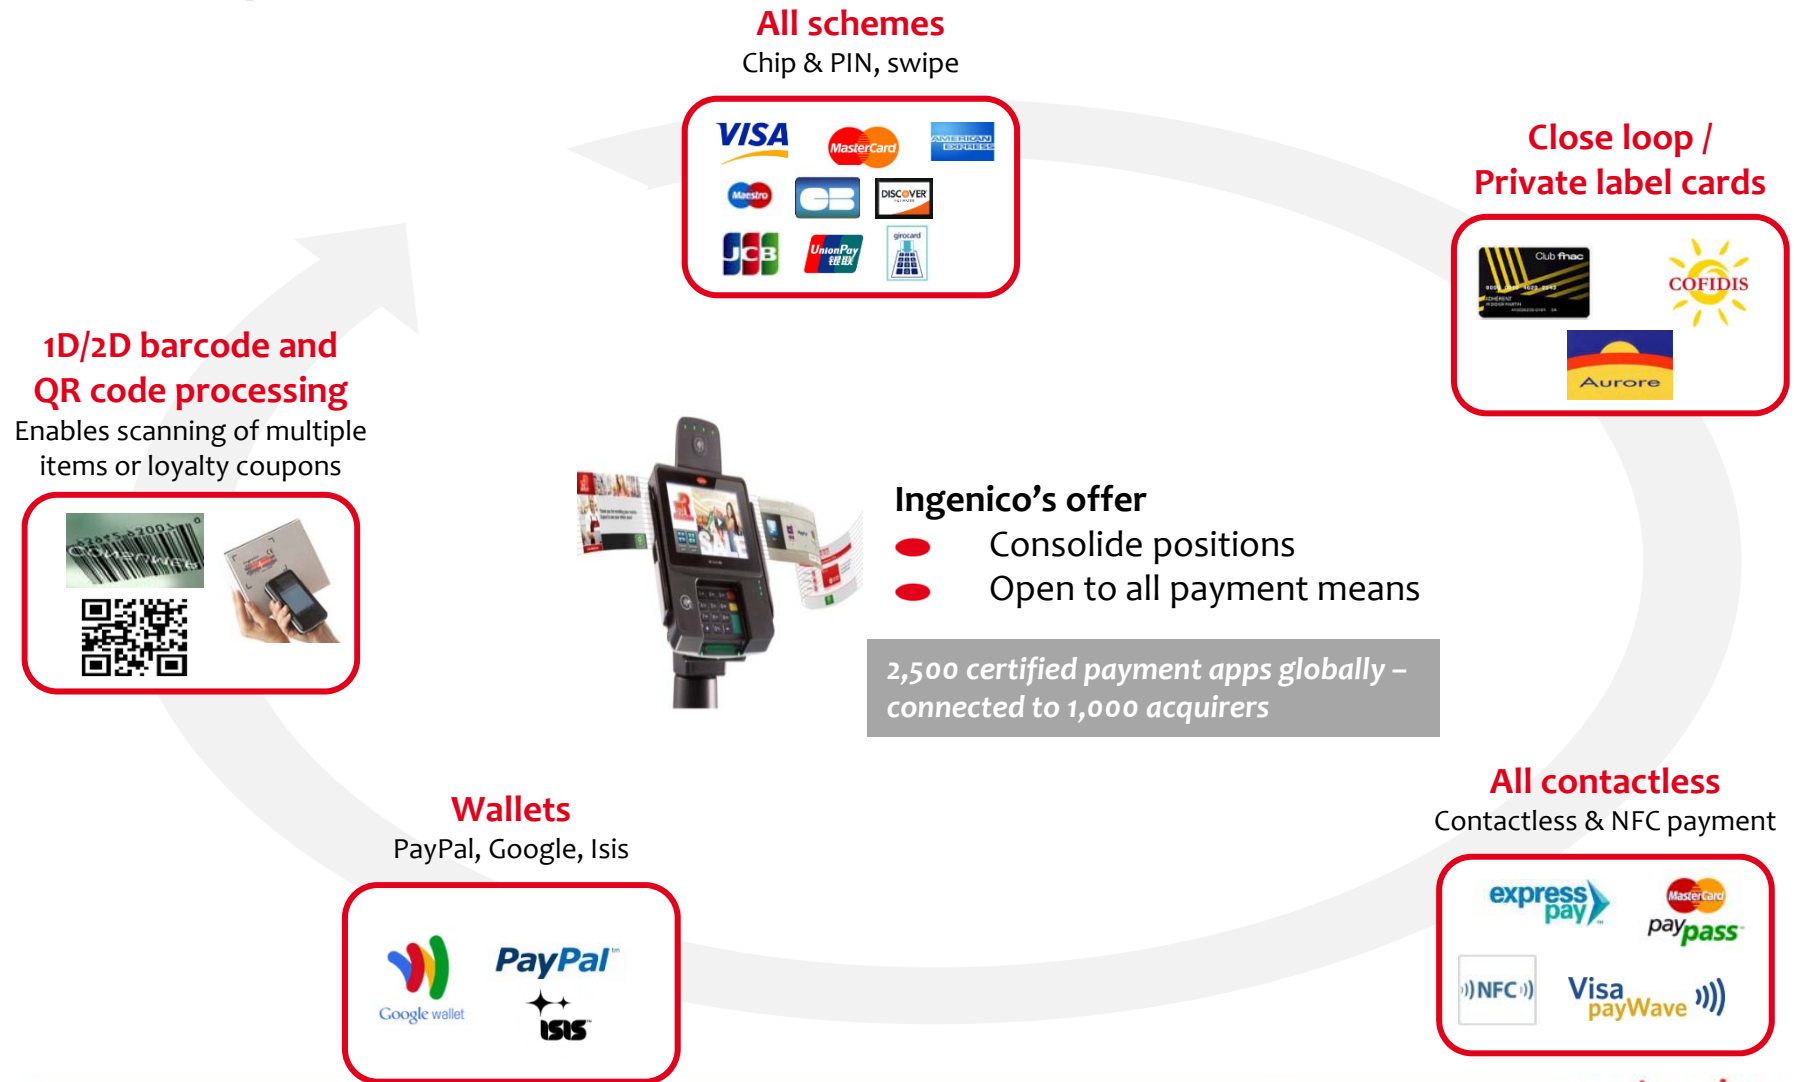 All schemes
Chip & PIN, swipe
VISA
MasterCard
AMERICAN
EXPRESS
Maestro
CB
DISCOVER
JCB
UnionPay
银联
girocard
Close loop /
Private label cards
Club fnac
COFIDIS
Aurore
1D/2D barcode and
QR code processing
Enables scanning of multiple
items or loyalty coupons
Ingenico’s offer
Consolide positions
Open to all payment means
SALE
2,500 certified payment apps globally –
connected to 1,000 acquirers
Wallets
PayPal, Google, Isis
Google wallet
PayPal™
ISIS
All contactless
Contactless & NFC payment
express
pay
MasterCard
paypass
NFC
Visa
payWave